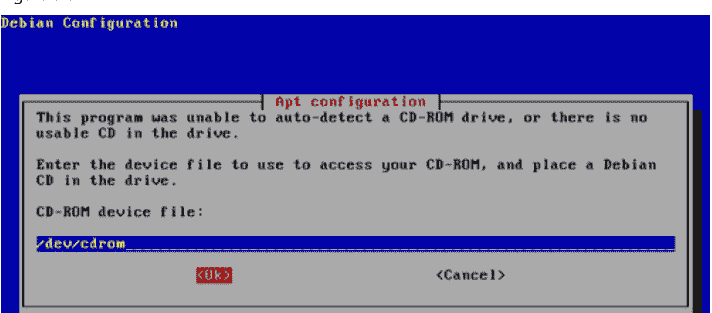 Debian Configuration
Apt configuration
This program was unable to auto-detect a CD-ROM drive, or there is no
usable CD in the drive.
Enter the device file to use to access your CD-ROM, and place a Debian
CD in the drive.
CD-ROM device file:
/dev/cdrom
<Ok> <Cancel>